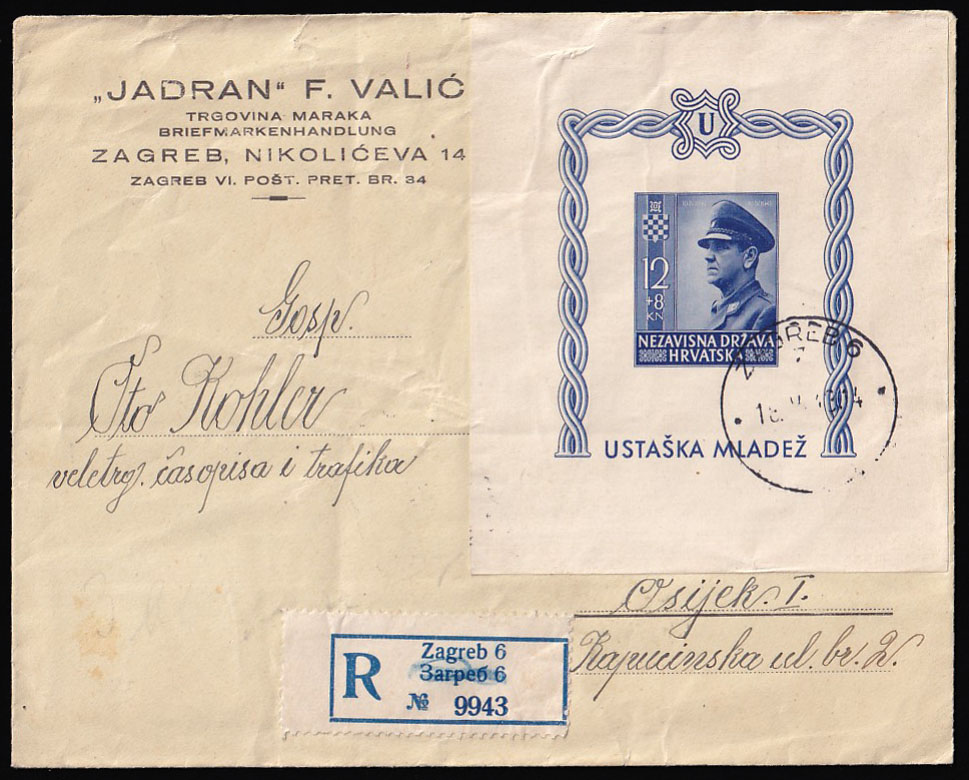 „JADRAN“ F. VALIĆ
TRGOVINA MARAKA
BRIEFMARKENHANDLUNG
ZAGREB, NIKOLIĆEVA 14
ZAGREB VI. POŠT. PRET. BR. 34
U
12
+8
KN
NEZAVISNA DRŽAVA
HRVATSKA
ZAGREB 6
7
14
USTAŠKA MLADEŽ
Gosp.
Oto Kohler
veletrg. časopisa i trafika
Osijek. I.
Kapucinska ul. br. 2.
R
Zagreb 6
Загреб 6
№ 9943